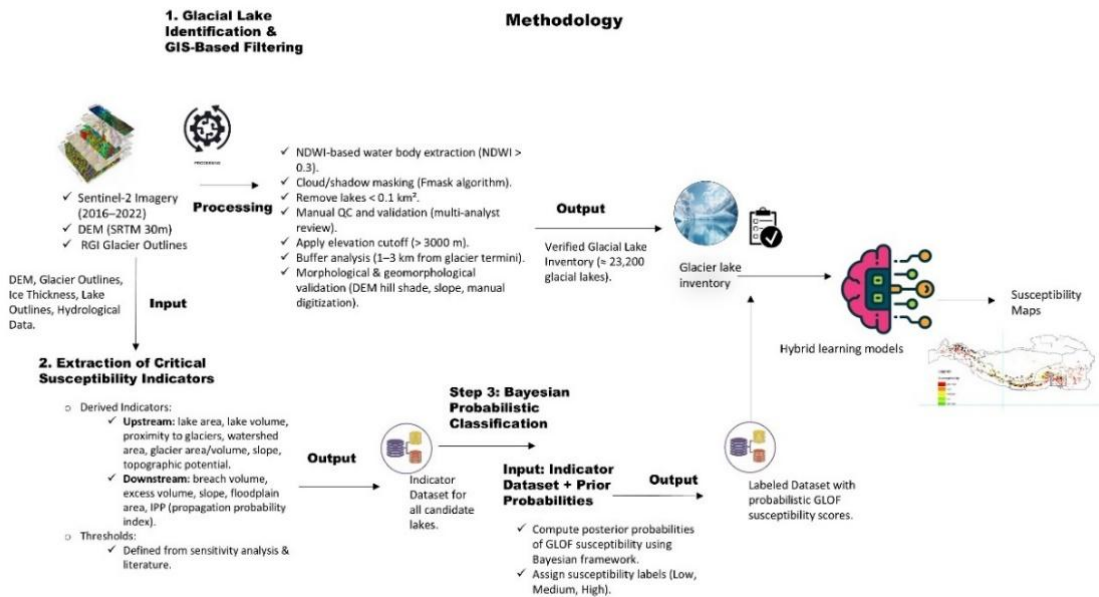 Methodology
1. Glacial Lake
Identification &
GIS-Based Filtering
✓ Sentinel-2 Imagery
(2016–2022)
✓ DEM (SRTM 30m)
✓ RGI Glacier Outlines
Processing
✓ NDWI-based water body extraction (NDWI >
0.3).
✓ Cloud/shadow masking (Fmask algorithm).
✓ Remove lakes < 0.1 km².
✓ Manual QC and validation (multi-analyst
review).
✓ Apply elevation cutoff (> 3000 m).
✓ Buffer analysis (1–3 km from glacier termini).
✓ Morphological & geomorphological
validation (DEM hill shade, slope, manual
digitization).
Output
Verified Glacial Lake
Inventory (≈ 23,200
glacial lakes).
Glacier lake
inventory
Hybrid learning models
Susceptibility
Maps
DEM, Glacier Outlines,
Ice Thickness, Lake
Outlines, Hydrological
Data.
Input
2. Extraction of Critical
Susceptibility Indicators
o Derived Indicators:
✓ Upstream: lake area, lake volume,
proximity to glaciers, watershed
area, glacier area/volume, slope,
topographic potential.
✓ Downstream: breach volume,
excess volume, slope, floodplain
area, IPP (propagation probability
index).
o Thresholds:
✓ Defined from sensitivity analysis &
literature.
Output
Indicator
Dataset for
all candidate
lakes.
Step 3: Bayesian
Probabilistic
Classification
Input: Indicator
Dataset + Prior
Probabilities
✓ Compute posterior probabilities
of GLOF susceptibility using
Bayesian framework.
✓ Assign susceptibility labels (Low,
Medium, High).
Output
Labeled Dataset with
probabilistic GLOF
susceptibility scores.